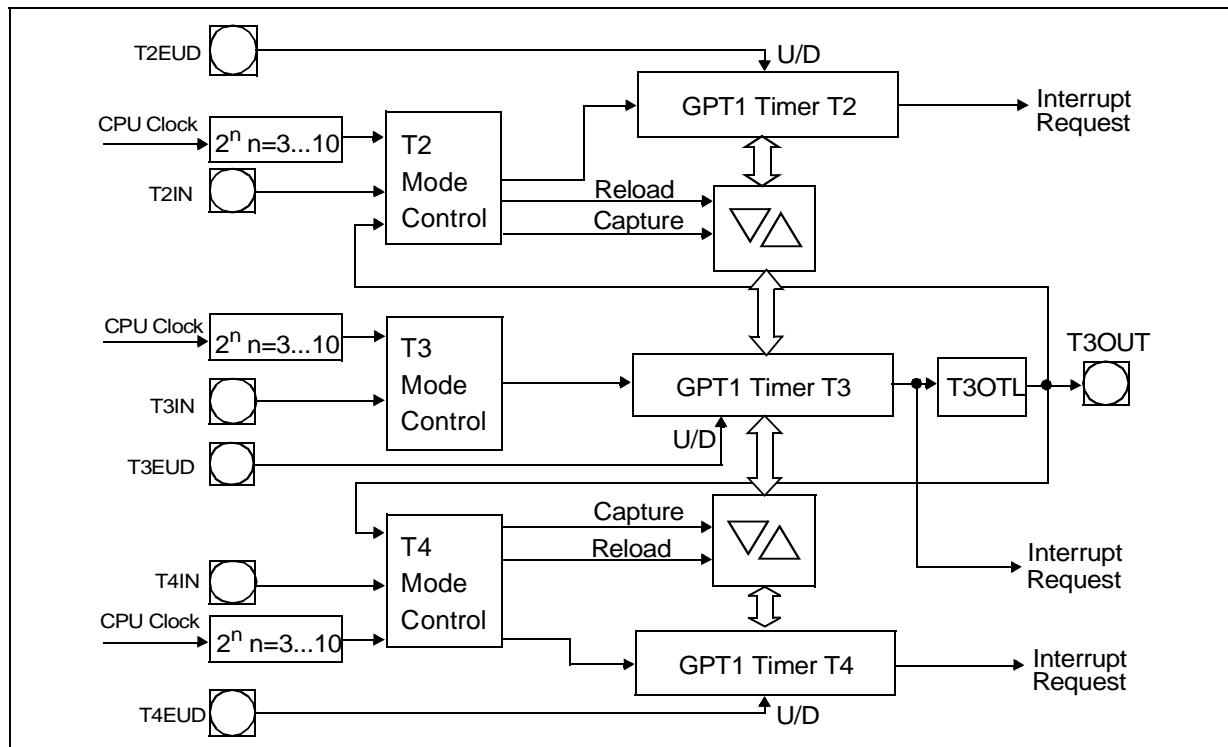 T2EUD
U/D
GPT1 Timer T2
Interrupt
Request
CPU Clock
2ⁿ n=3...10
T2
Mode
Control
T2IN
Reload
Capture
CPU Clock
2ⁿ n=3...10
T3
Mode
Control
T3IN
GPT1 Timer T3
T3OTL
T3OUT
U/D
T3EUD
Capture
Reload
T4
Mode
Control
T4IN
Interrupt
Request
CPU Clock
2ⁿ n=3...10
GPT1 Timer T4
Interrupt
Request
T4EUD
U/D